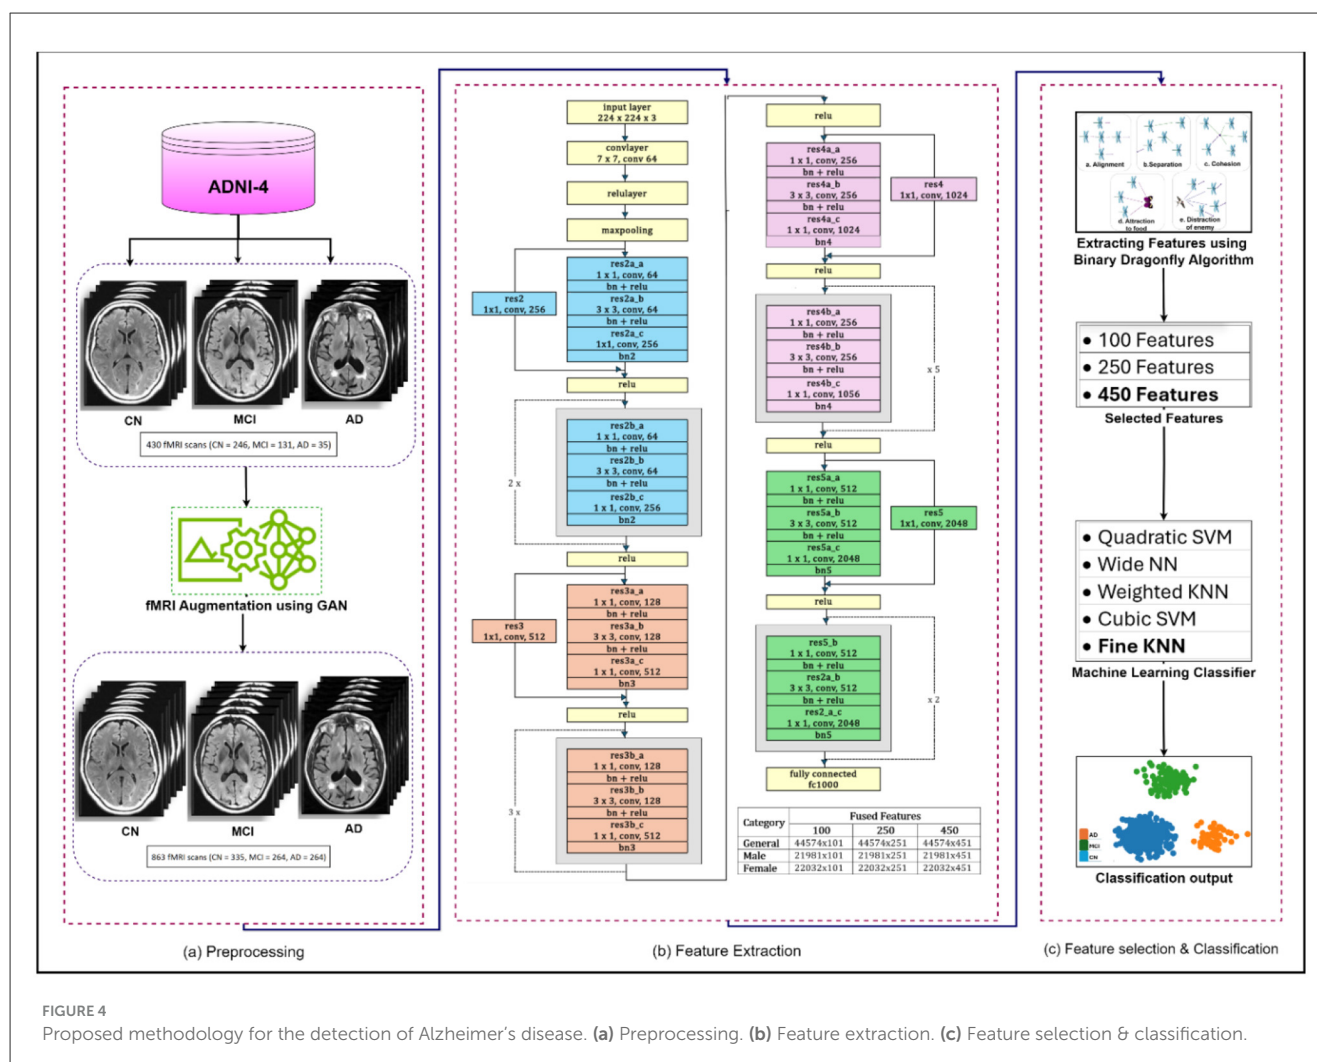 ADNI-4
CN
MCI
AD
430 fMRI scans (CN = 246, MCI = 131, AD = 35)
fMRI Augmentation using GAN
CN
MCI
AD
863 fMRI scans (CN = 335, MCI = 264, AD = 264)
(a) Preprocessing
input layer
224 x 224 x 3
convlayer
7 x 7, conv 64
relulayer
maxpooling
res2a_a
1 x 1, conv, 64
bn + relu
res2a_b
3 x 3, conv, 64
bn + relu
res2a_c
1x1, conv, 256
bn2
res2
1x1, conv, 256
relu
2 x
res2b_a
1 x 1, conv, 64
bn + relu
res2b_b
3 x 3, conv, 64
bn + relu
res2b_c
1 x 1, conv, 256
bn2
relu
res3a_a
1 x 1, conv, 128
bn + relu
res3a_b
3 x 3, conv, 128
bn + relu
res3a_c
1 x 1, conv, 512
bn3
res3
1x1, conv, 512
relu
3 x
res3b_a
1 x 1, conv, 128
bn + relu
res3b_b
3 x 3, conv, 128
bn + relu
res3b_c
1 x 1, conv, 512
bn3
relu
res4a_a
1 x 1, conv, 256
bn + relu
res4a_b
3 x 3, conv, 256
bn + relu
res4a_c
1 x 1, conv, 1024
bn4
res4
1x1, conv, 1024
relu
res4b_a
1 x 1, conv, 256
bn + relu
res4b_b
3 x 3, conv, 256
bn + relu
res4b_c
1 x 1, conv, 1056
bn4
x 5
relu
res5a_a
1 x 1, conv, 512
bn + relu
res5a_b
3 x 3, conv, 512
bn + relu
res5a_c
1 x 1, conv, 2048
bn5
res5
1x1, conv, 2048
relu
res5_b
1 x 1, conv, 512
bn + relu
res2a_b
3 x 3, conv, 512
bn + relu
res2_a_c
1 x 1, conv, 2048
bn5
x 2
fully connected
fc1000
Category Fused Features
100 250 450
General 44574x101 44574x251 44574x451
Male 21981x101 21981x251 21981x451
Female 22032x101 22032x251 22032x451
(b) Feature Extraction
a. Alignment
b.Separation
c. Cohesion
d. Attraction
to food
e. Distraction
of enemy
Extracting Features using
Binary Dragonfly Algorithm
• 100 Features
• 250 Features
• 450 Features
Selected Features
• Quadratic SVM
• Wide NN
• Weighted KNN
• Cubic SVM
• Fine KNN
Machine Learning Classifier
AD
MCI
CN
Classification output
(c) Feature selection & Classification
FIGURE 4
Proposed methodology for the detection of Alzheimer's disease. (a) Preprocessing. (b) Feature extraction. (c) Feature selection & classification.